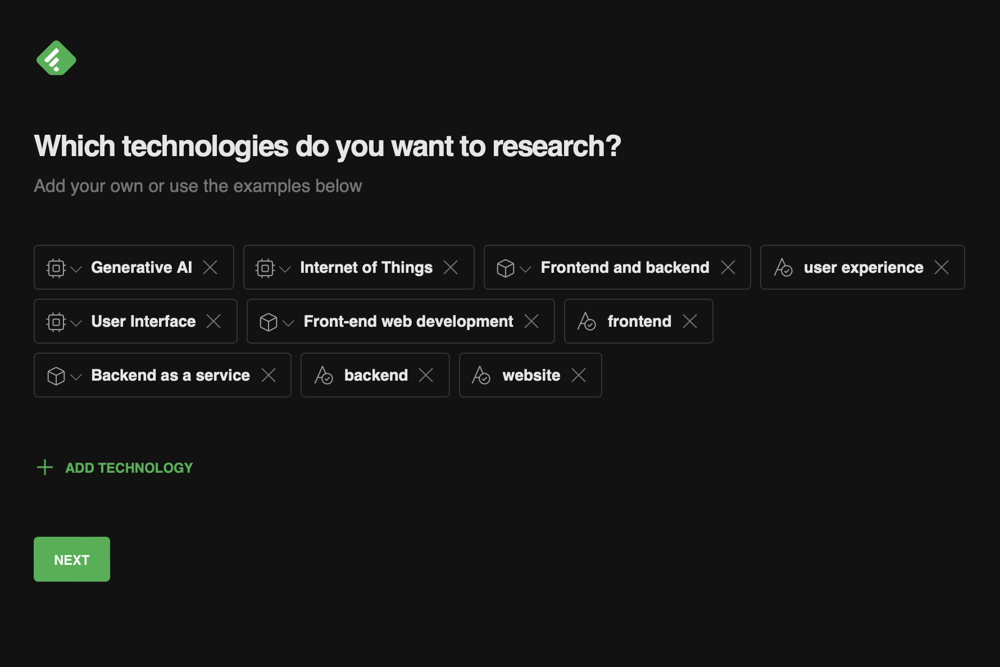 Which technologies do you want to research?
Add your own or use the examples below
Generative AI Internet of Things Frontend and backend user experience
User Interface Front-end web development frontend
Backend as a service backend website
ADD TECHNOLOGY
NEXT